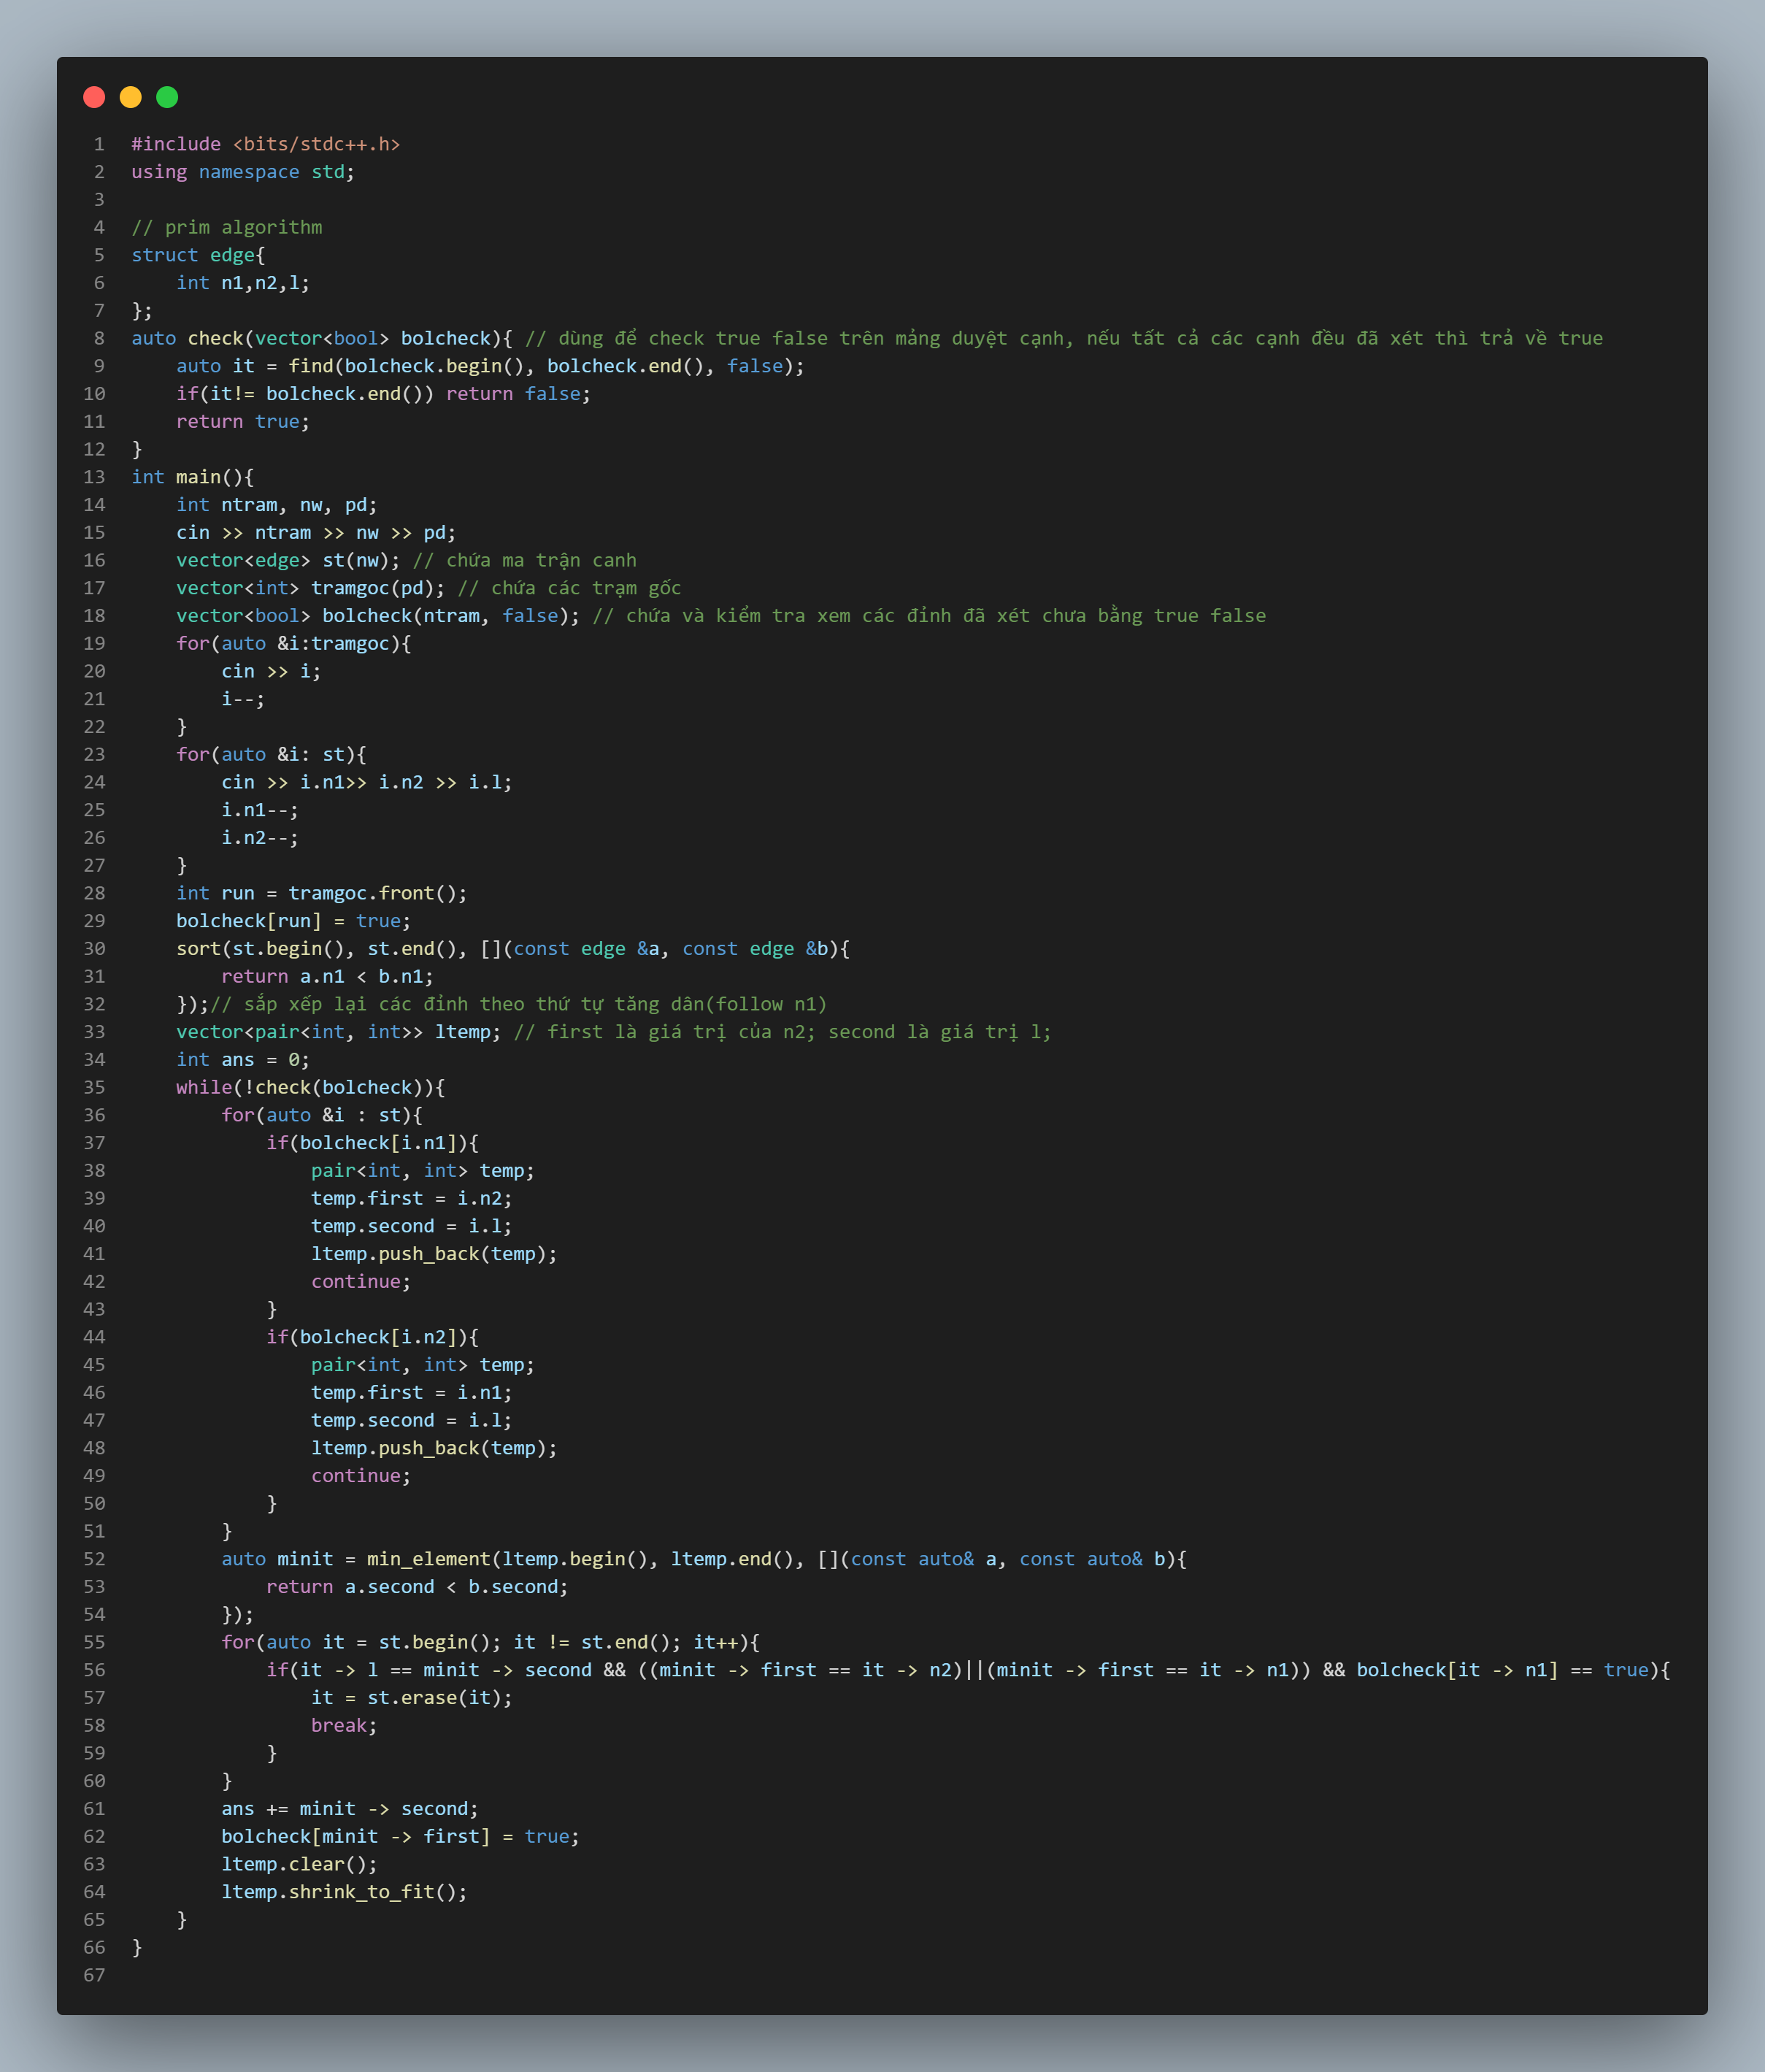 1 #include <bits/stdc++.h>
2 using namespace std;
3
4 // prim algorithm
5 struct edge{
6     int n1,n2,l;
7 };
8 auto check(vector<bool> bolcheck){ // dùng để check true false trên mảng duyệt cạnh, nếu tất cả các cạnh đều đã xét thì trả về true
9     auto it = find(bolcheck.begin(), bolcheck.end(), false);
10     if(it!= bolcheck.end()) return false;
11     return true;
12 }
13 int main(){
14     int ntram, nw, pd;
15     cin >> ntram >> nw >> pd;
16     vector<edge> st(nw); // chứa ma trận canh
17     vector<int> tramgoc(pd); // chứa các trạm gốc
18     vector<bool> bolcheck(ntram, false); // chứa và kiểm tra xem các đỉnh đã xét chưa bằng true false
19     for(auto &i:tramgoc){
20         cin >> i;
21         i--;
22     }
23     for(auto &i: st){
24         cin >> i.n1>> i.n2 >> i.l;
25         i.n1--;
26         i.n2--;
27     }
28     int run = tramgoc.front();
29     bolcheck[run] = true;
30     sort(st.begin(), st.end(), [](const edge &a, const edge &b){
31         return a.n1 < b.n1;
32     });// sắp xếp lại các đỉnh theo thứ tự tăng dân(follow n1)
33     vector<pair<int, int>> ltemp; // first là giá trị của n2; second là giá trị l;
34     int ans = 0;
35     while(!check(bolcheck)){
36         for(auto &i : st){
37             if(bolcheck[i.n1]){
38                 pair<int, int> temp;
39                 temp.first = i.n2;
40                 temp.second = i.l;
41                 ltemp.push_back(temp);
42                 continue;
43             }
44             if(bolcheck[i.n2]){
45                 pair<int, int> temp;
46                 temp.first = i.n1;
47                 temp.second = i.l;
48                 ltemp.push_back(temp);
49                 continue;
50             }
51         }
52         auto minit = min_element(ltemp.begin(), ltemp.end(), [](const auto& a, const auto& b){
53             return a.second < b.second;
54         });
55         for(auto it = st.begin(); it != st.end(); it++){
56             if(it -> l == minit -> second && ((minit -> first == it -> n2)||(minit -> first == it -> n1)) && bolcheck[it -> n1] == true){
57                 it = st.erase(it);
58                 break;
59             }
60         }
61         ans += minit -> second;
62         bolcheck[minit -> first] = true;
63         ltemp.clear();
64         ltemp.shrink_to_fit();
65     }
66 }
67